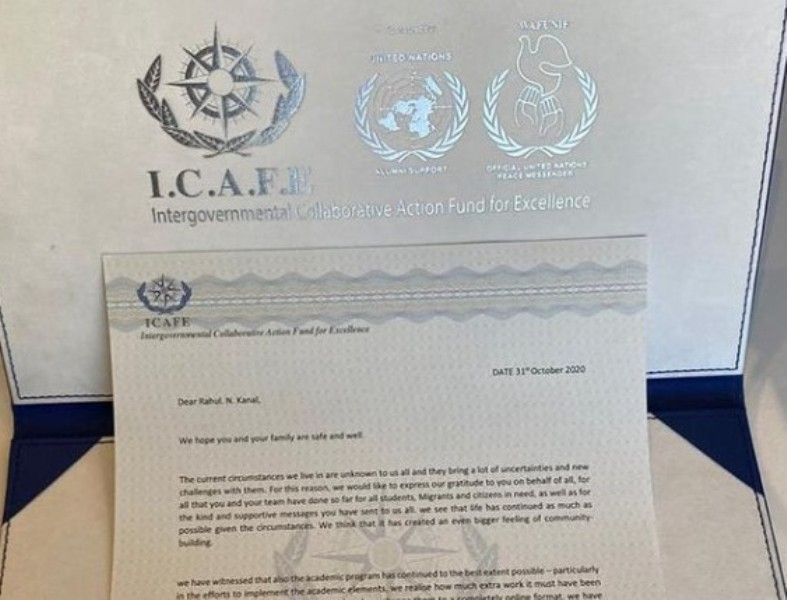 WAFUNIF
UNITED NATIONS
ALUMNI SUPPORT
OFFICIAL UNITED NATIONS
PEACE MESSENGER
I.C.A.F.E
Intergovernmental Collaborative Action Fund for Excellence
ICAFE
Intergovernmental Collaborative Action Fund for Excellence
DATE 31st October 2020
Dear Rahul. N. Kanal,
We hope you and your family are safe and well.
The current circumstances we live in are unknown to us all and they bring a lot of uncertainties and new
challenges with them. For this reason, we would like to express our gratitude to you on behalf of all, for
all that you and your team have done so far for all students, Migrants and citizens in need, as well as for
the kind and supportive messages you have sent to us all. we see that life has continued as much as
possible given the circumstances. We think that it has created an even bigger feeling of community-
building.
we have witnessed that also the academic program has continued to the best extent possible – particularly
in the efforts to implement the academic elements, we realise how much extra work it must have been
them to a completely online format, we have